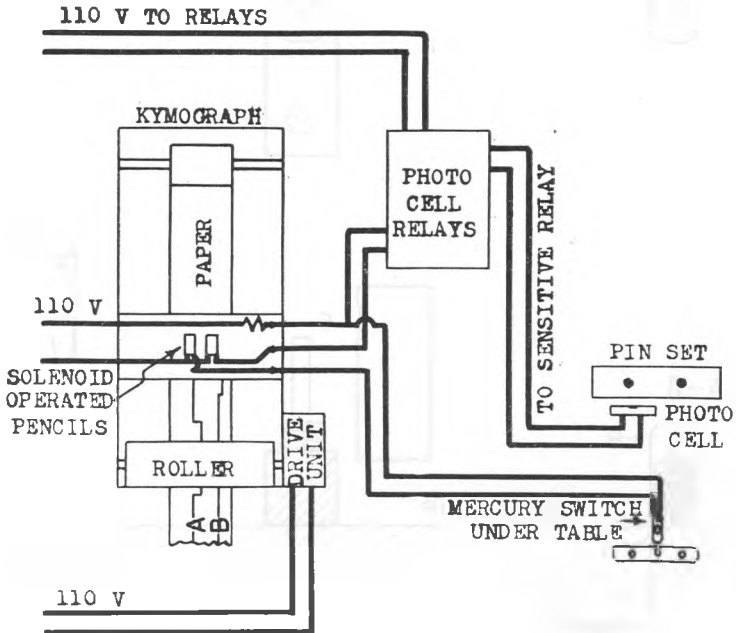 110 V TO RELAYS
KYMOGRAPH
PHOTO
CELL
RELAYS
PAPER
TO SENSITIVE RELAY
110 V
SOLENOID
OPERATED
PENCILS
PIN SET
PHOTO
CELL
ROLLER
DRIVE
UNIT
A
B
MERCURY SWITCH
UNDER TABLE
110 V